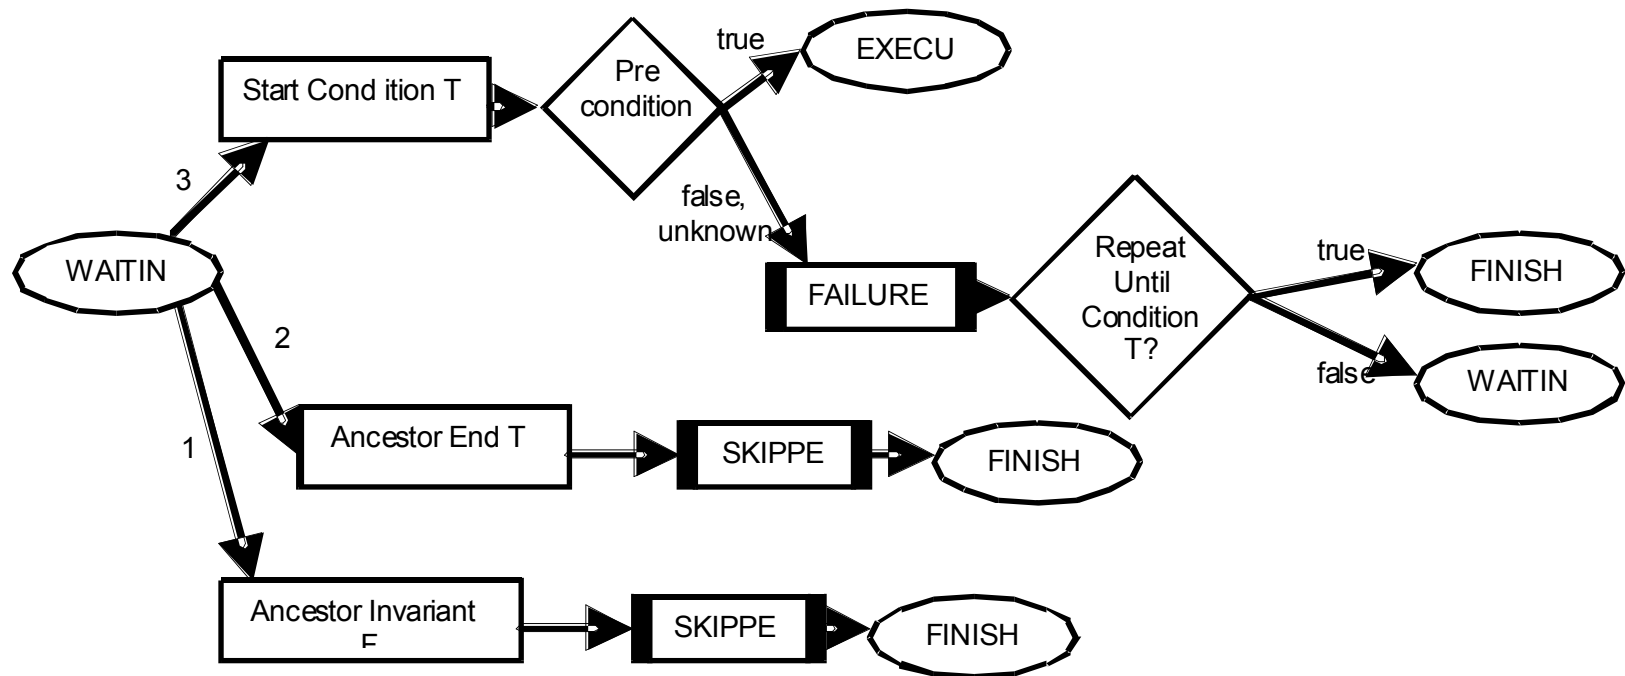 true
EXECU
Start Cond ition T
Pre
condition
3
false,
unknown
WAITIN
Repeat
Until
Condition
T?
true
FINISH
FAILURE
2
false
WAITIN
1
Ancestor End T
SKIPPE
FINISH
Ancestor Invariant
SKIPPE
FINISH